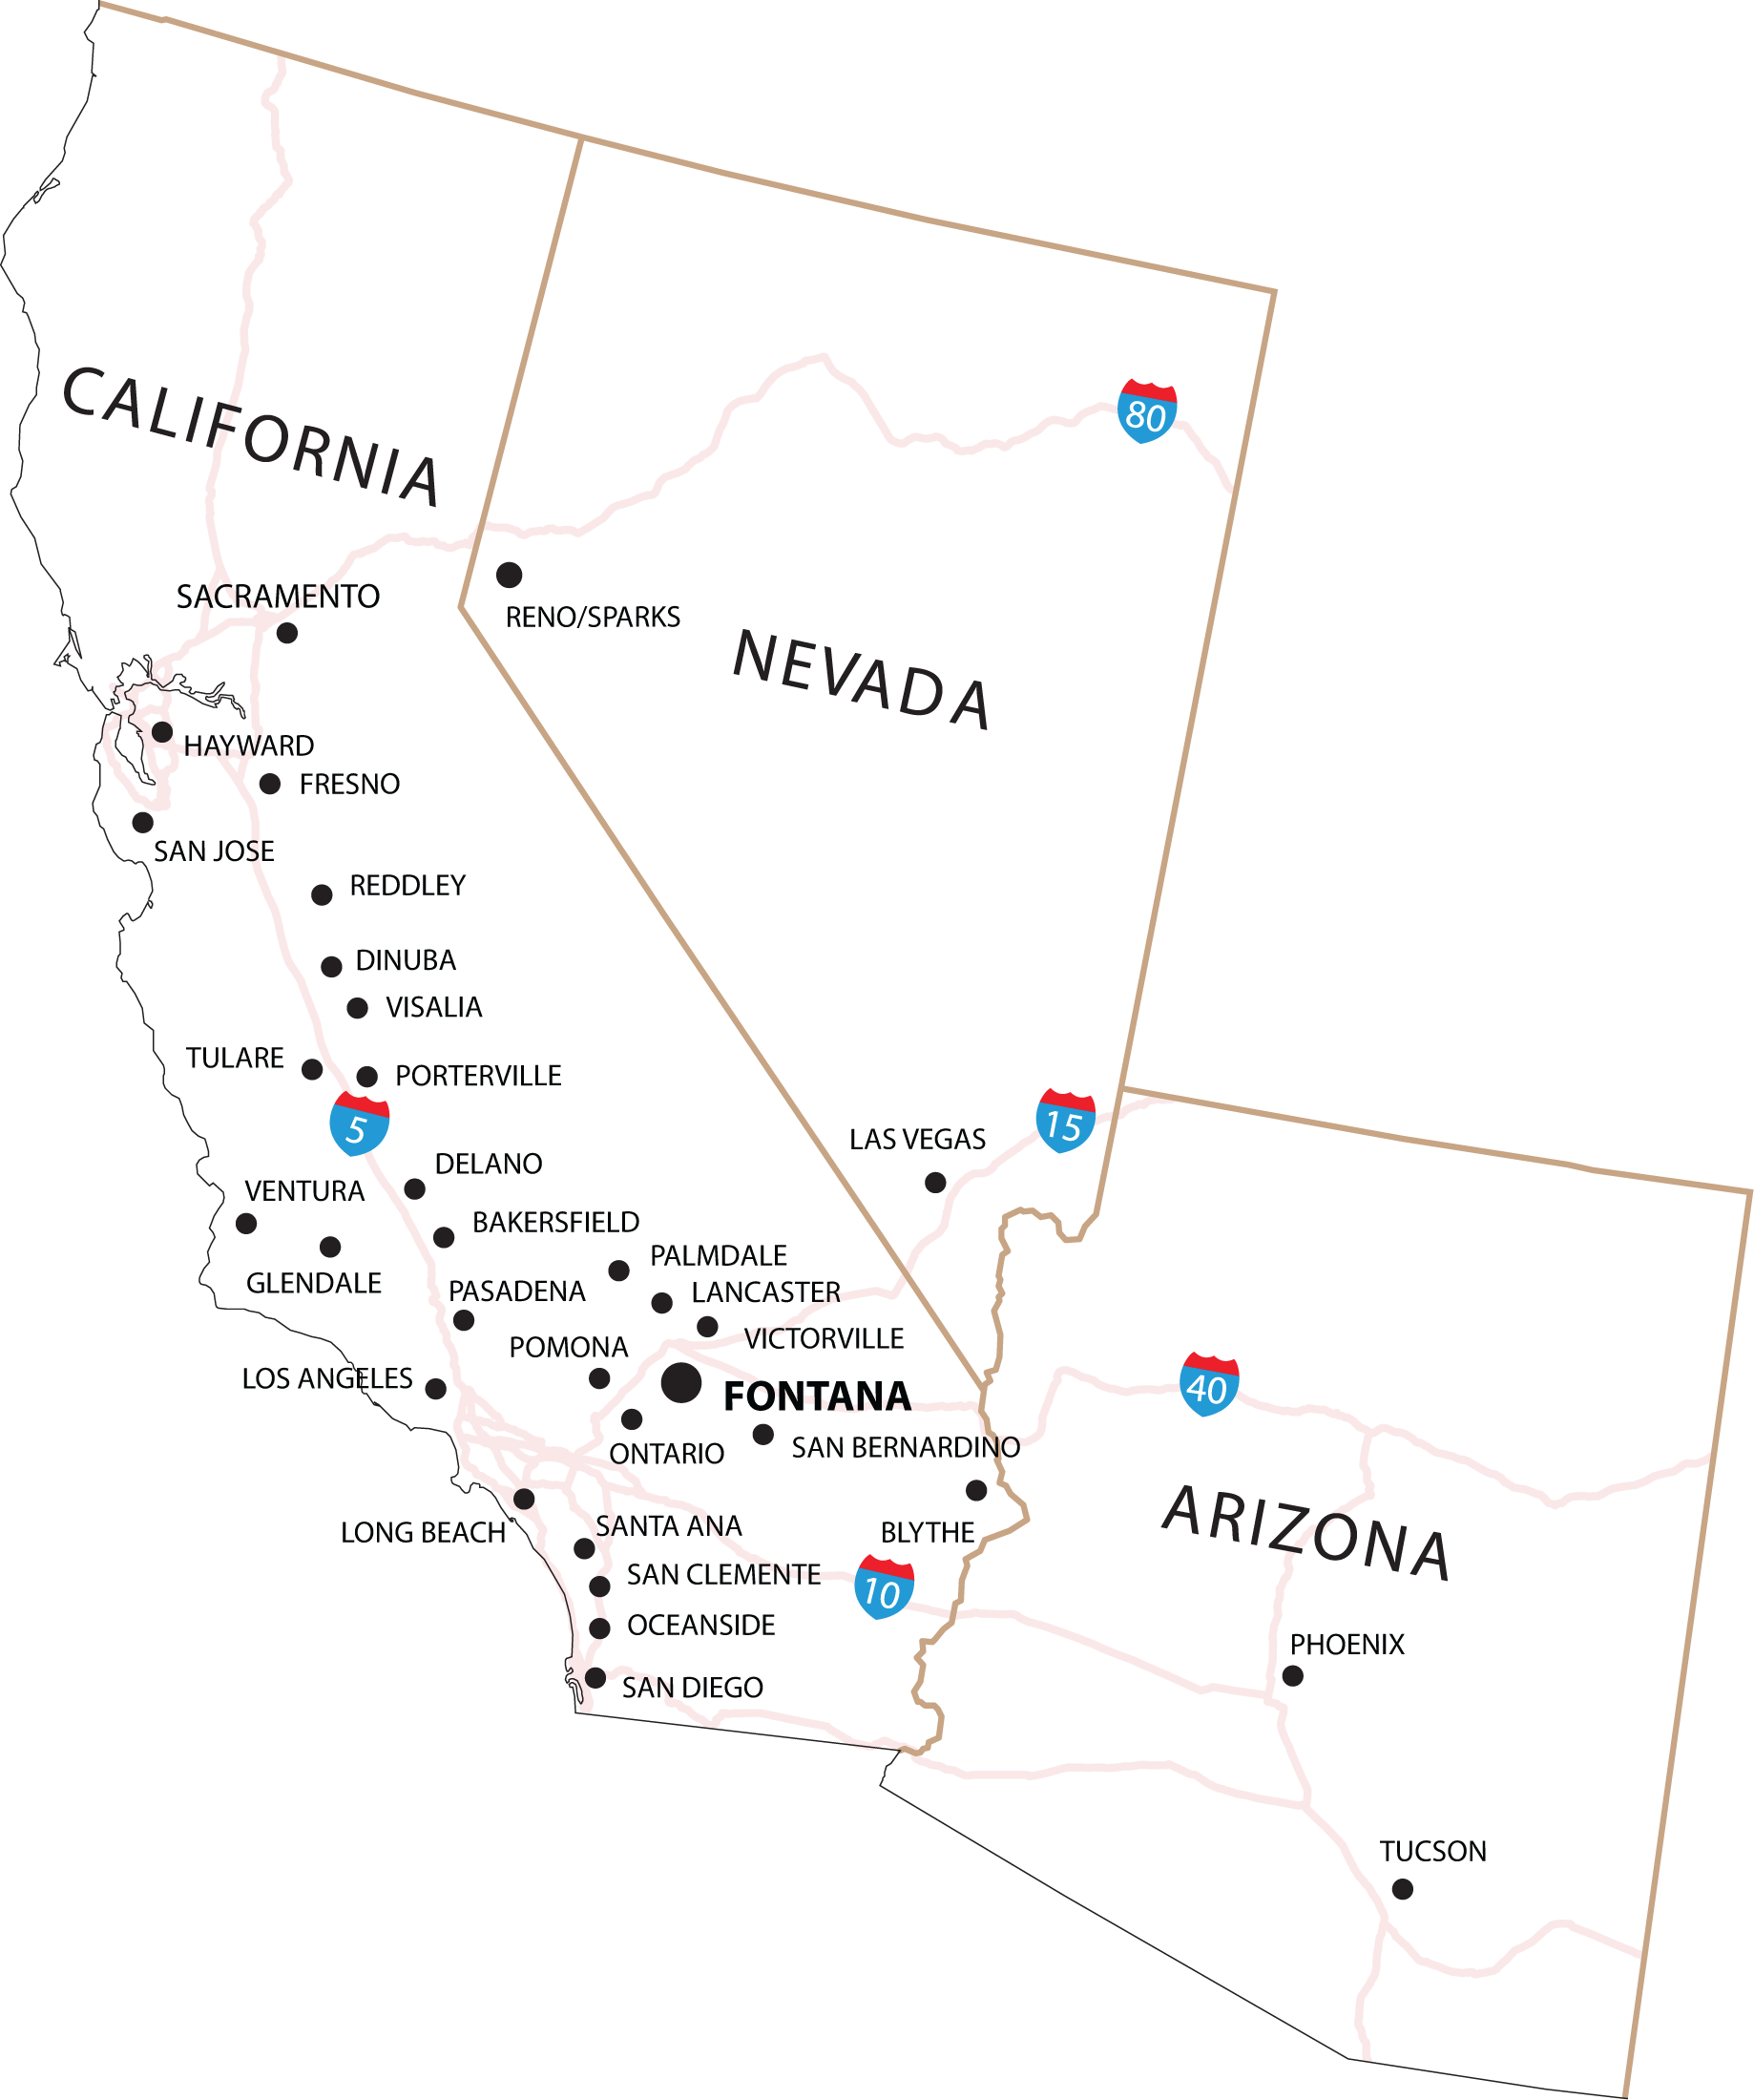 CALIFORNIA
80
SACRAMENTO
RENO/SPARKS
NEVADA
HAYWARD
FRESNO
SAN JOSE
REDDLEY
DINUBA
VISALIA
TULARE
PORTERVILLE
5
15
LAS VEGAS
DELANO
VENTURA
BAKERSFIELD
PALMDALE
GLENDALE
PASADENA
LANCASTER
VICTORVILLE
POMONA
LOS ANGELES
40
FONTANA
ONTARIO
SAN BERNARDINO
ARIZONA
LONG BEACH
SANTA ANA
BLYTHE
SAN CLEMENTE
10
OCEANSIDE
PHOENIX
SAN DIEGO
TUCSON